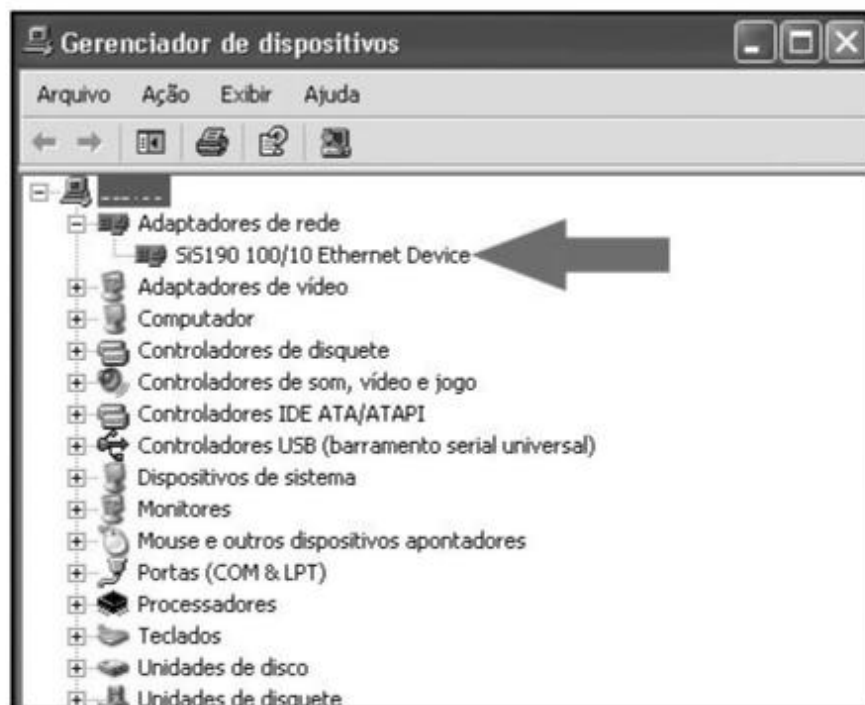 Gerenciador de dispositivos
Arquivo Ação Exibir Ajuda
Adaptadores de rede
SiS190 100/10 Ethernet Device
Adaptadores de vídeo
Computador
Controladores de disquete
Controladores de som, vídeo e jogo
Controladores IDE ATA/ATAPI
Controladores USB (barramento serial universal)
Dispositivos de sistema
Monitores
Mouse e outros dispositivos apontadores
Portas (COM & LPT)
Processadores
Teclados
Unidades de disco
Unidades de disquete